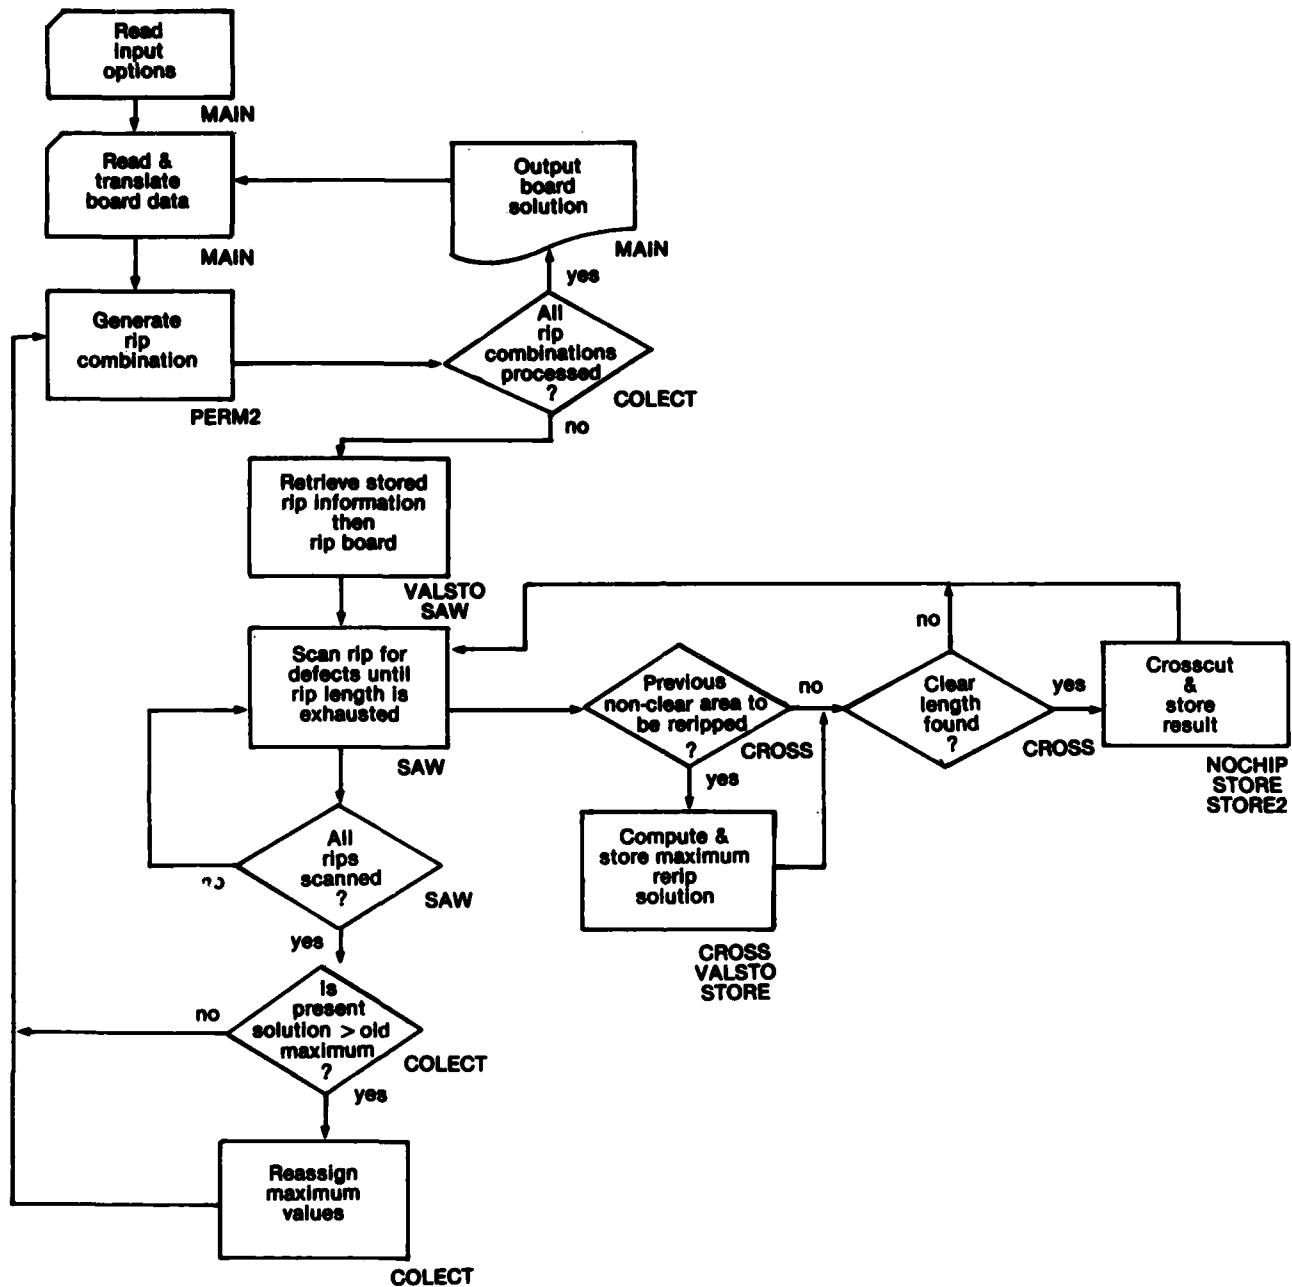 Read
input
options
MAIN
Read &
translate
board data
MAIN
Output
board
solution
MAIN
yes
Generate
rip
combination
PERM2
All
rip
combinations
processed
?
COLECT
no
Retrieve stored
rip information
then
rip board
VALSTO
SAW
Scan rip for
defects until
rip length is
exhausted
SAW
Previous
non-clear area to
be reripped
?
CROSS
no
yes
Clear
length
found
?
CROSS
no
yes
Crosscut
&
store
result
NOCHIP
STORE
STORE2
Compute &
store maximum
rerip
solution
CROSS
VALSTO
STORE
All
rips
scanned
?
SAW
yes
Is
present
solution > old
maximum
?
COLECT
no
yes
Reassign
maximum
values
COLECT